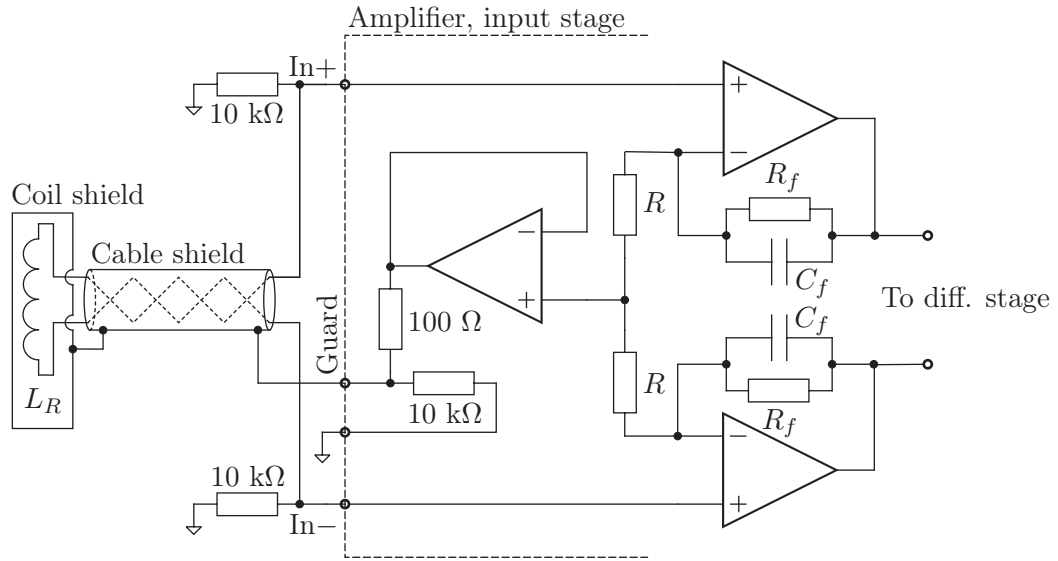 Amplifier, input stage
In+
10 kΩ
+
−
R_f
Coil shield
R
C_f
Cable shield
−
+
To diff. stage
100 Ω
C_f
Guard
R
L_R
10 kΩ
R_f
10 kΩ
−
In−
+